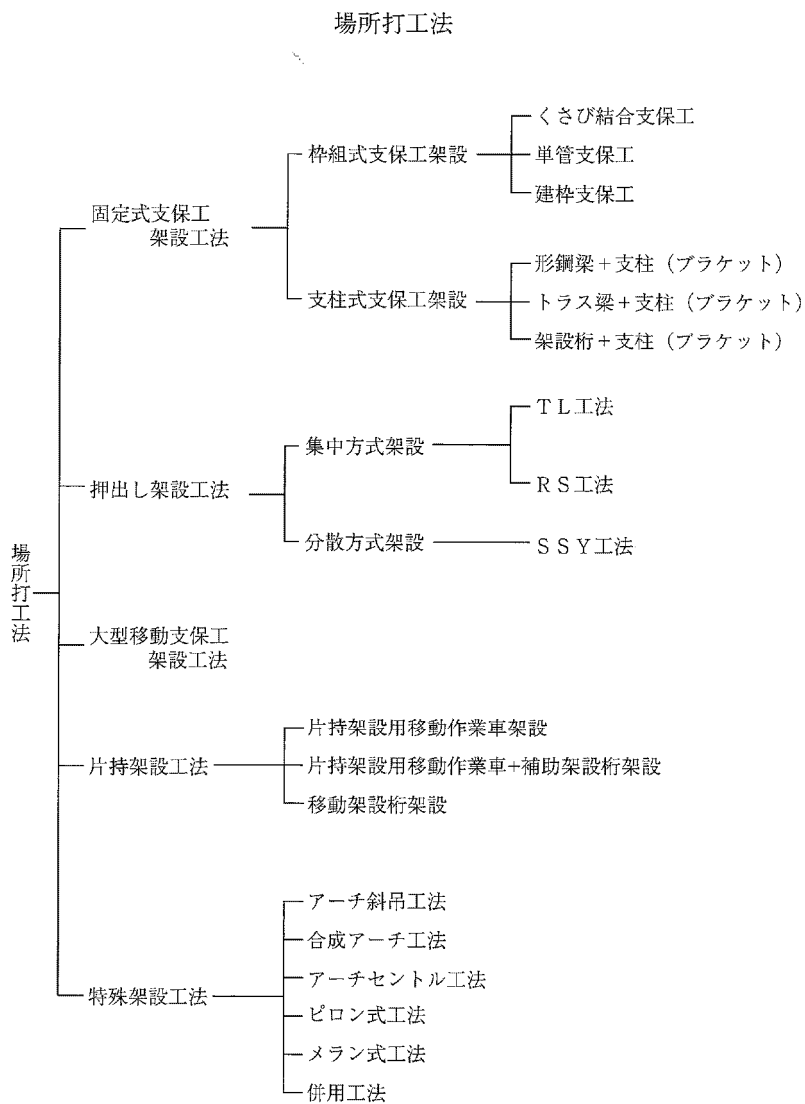 場所打工法
場所打工法
固定式支保工
架設工法
枠組式支保工架設
くさび結合支保工
単管支保工
建枠支保工
支柱式支保工架設
形鋼梁+支柱(ブラケット)
トラス梁+支柱(ブラケット)
架設桁+支柱(ブラケット)
押出し架設工法
集中方式架設
TL工法
RS工法
分散方式架設
SSY工法
大型移動支保工
架設工法
片持架設工法
片持架設用移動作業車架設
片持架設用移動作業車+補助架設桁架設
移動架設桁架設
特殊架設工法
アーチ斜吊工法
合成アーチ工法
アーチセントル工法
ピロン式工法
メラン式工法
併用工法